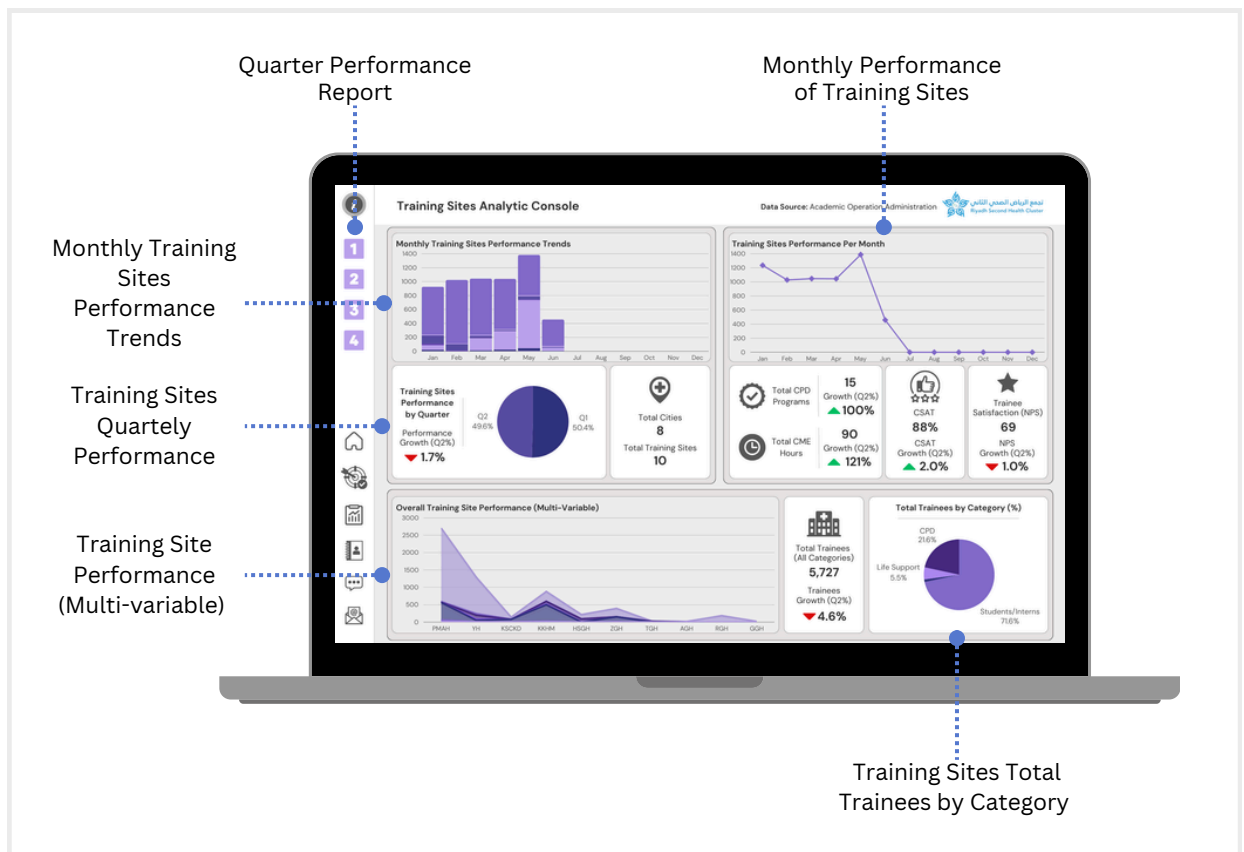 Quarter Performance
Report
Monthly Performance
of Training Sites
Monthly Training
Sites
Performance
Trends
Training Sites
Quartely
Performance
Training Site
Performance
(Multi-variable)
Training Sites Analytic Console
Data Source: Academic Operation Administration
تجمع الرياض الصحي الثاني
Riyadh Second Health Cluster
1
2
3
4
Monthly Training Sites Performance Trends
1400
1200
1000
800
600
400
200
0
Jan Feb Mar Apr May Jun Jul Aug Sep Oct Nov Dec
Training Sites Performance Per Month
1400
1200
1000
800
600
400
200
0
Jan Feb Mar Apr May Jun Jul Aug Sep Oct Nov Dec
Training Sites
Performance
by Quarter
Performance
Growth (Q2%)
1.7%
Q2
49.6%
Q1
50.4%
Total Cities
8
Total Training Sites
10
Total CPD
Programs
15
Growth (Q2%)
100%
Total CME
Hours
90
Growth (Q2%)
121%
CSAT
88%
CSAT
Growth (Q2%)
2.0%
Trainee
Satisfaction (NPS)
69
NPS
Growth (Q2%)
1.0%
Overall Training Site Performance (Multi-Variable)
3000
2500
2000
1500
1000
500
0
PMAH YH KSCKD KKHM HSGH ZGH TGH AGH RGH GGH
Total Trainees
(All Categories)
5,727
Trainees
Growth (Q2%)
4.6%
Total Trainees by Category (%)
CPD
21.6%
Life Support
5.5%
Students/Interns
71.6%
Training Sites Total
Trainees by Category